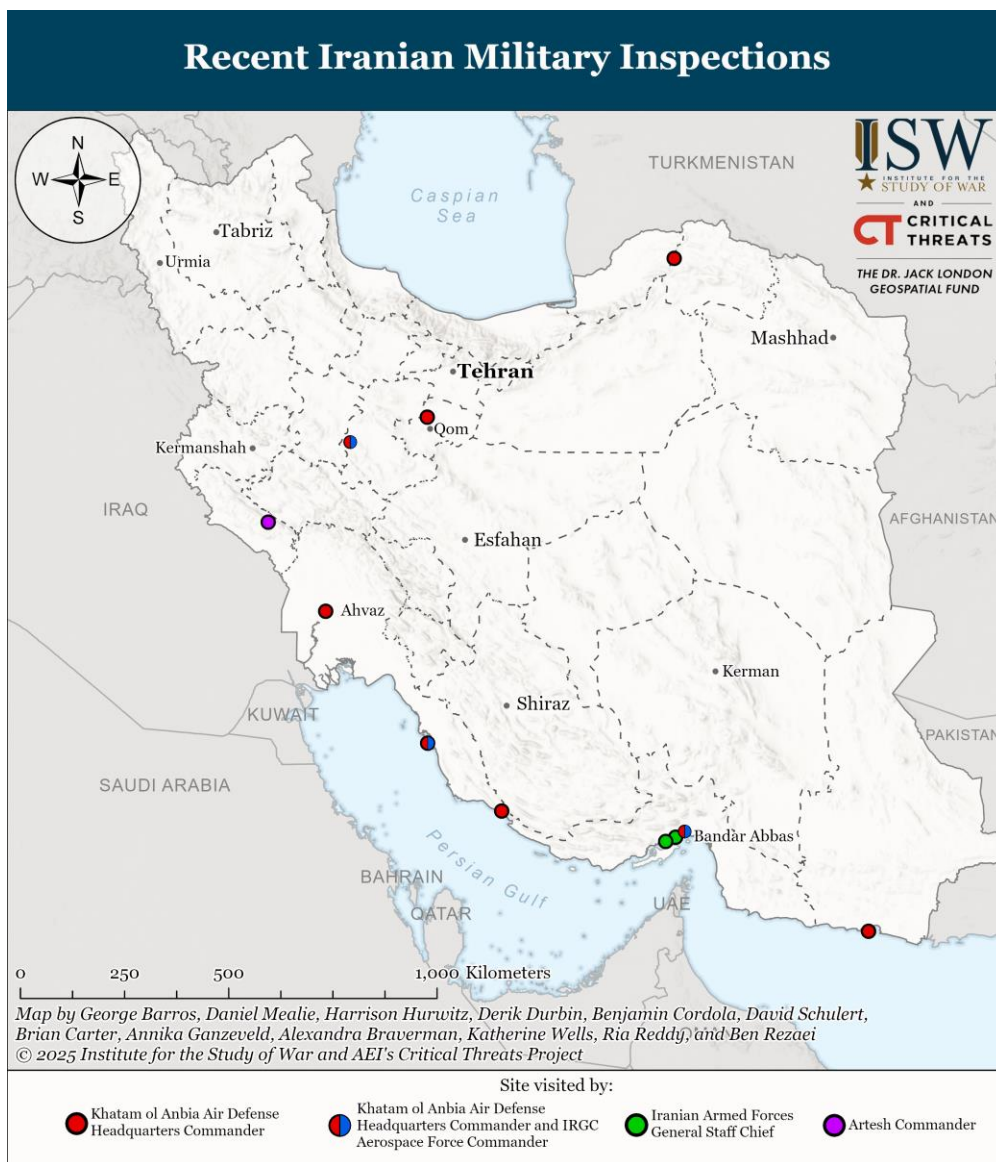 Recent Iranian Military Inspections
N
W
E
S
Caspian
Sea
TURKMENISTAN
ISW
INSTITUTE FOR THE
STUDY OF WAR
AND
CT CRITICAL
THREATS
THE DR. JACK LONDON
GEOSPATIAL FUND
Tabriz
Urmia
Mashhad
Tehran
Qom
Kermanshah
IRAQ
AFGHANISTAN
Esfahan
Ahvaz
Kerman
KUWAIT
Shiraz
PAKISTAN
SAUDI ARABIA
Bandar Abbas
Persian Gulf
BAHRAIN
QATAR
UAE
0 250 500 1,000 Kilometers
OMAN
Map by George Barros, Daniel Mealie, Harrison Hurwitz, Derik Durbin, Benjamin Cordola, David Schulert,
Brian Carter, Annika Ganzeveld, Alexandra Braverman, Katherine Wells, Ria Reddy, and Ben Rezaei
© 2025 Institute for the Study of War and AEI's Critical Threats Project
Site visited by:
Khatam ol Anbia Air Defense
Headquarters Commander
Khatam ol Anbia Air Defense
Headquarters Commander and IRGC
Aerospace Force Commander
Iranian Armed Forces
General Staff Chief
Artesh Commander